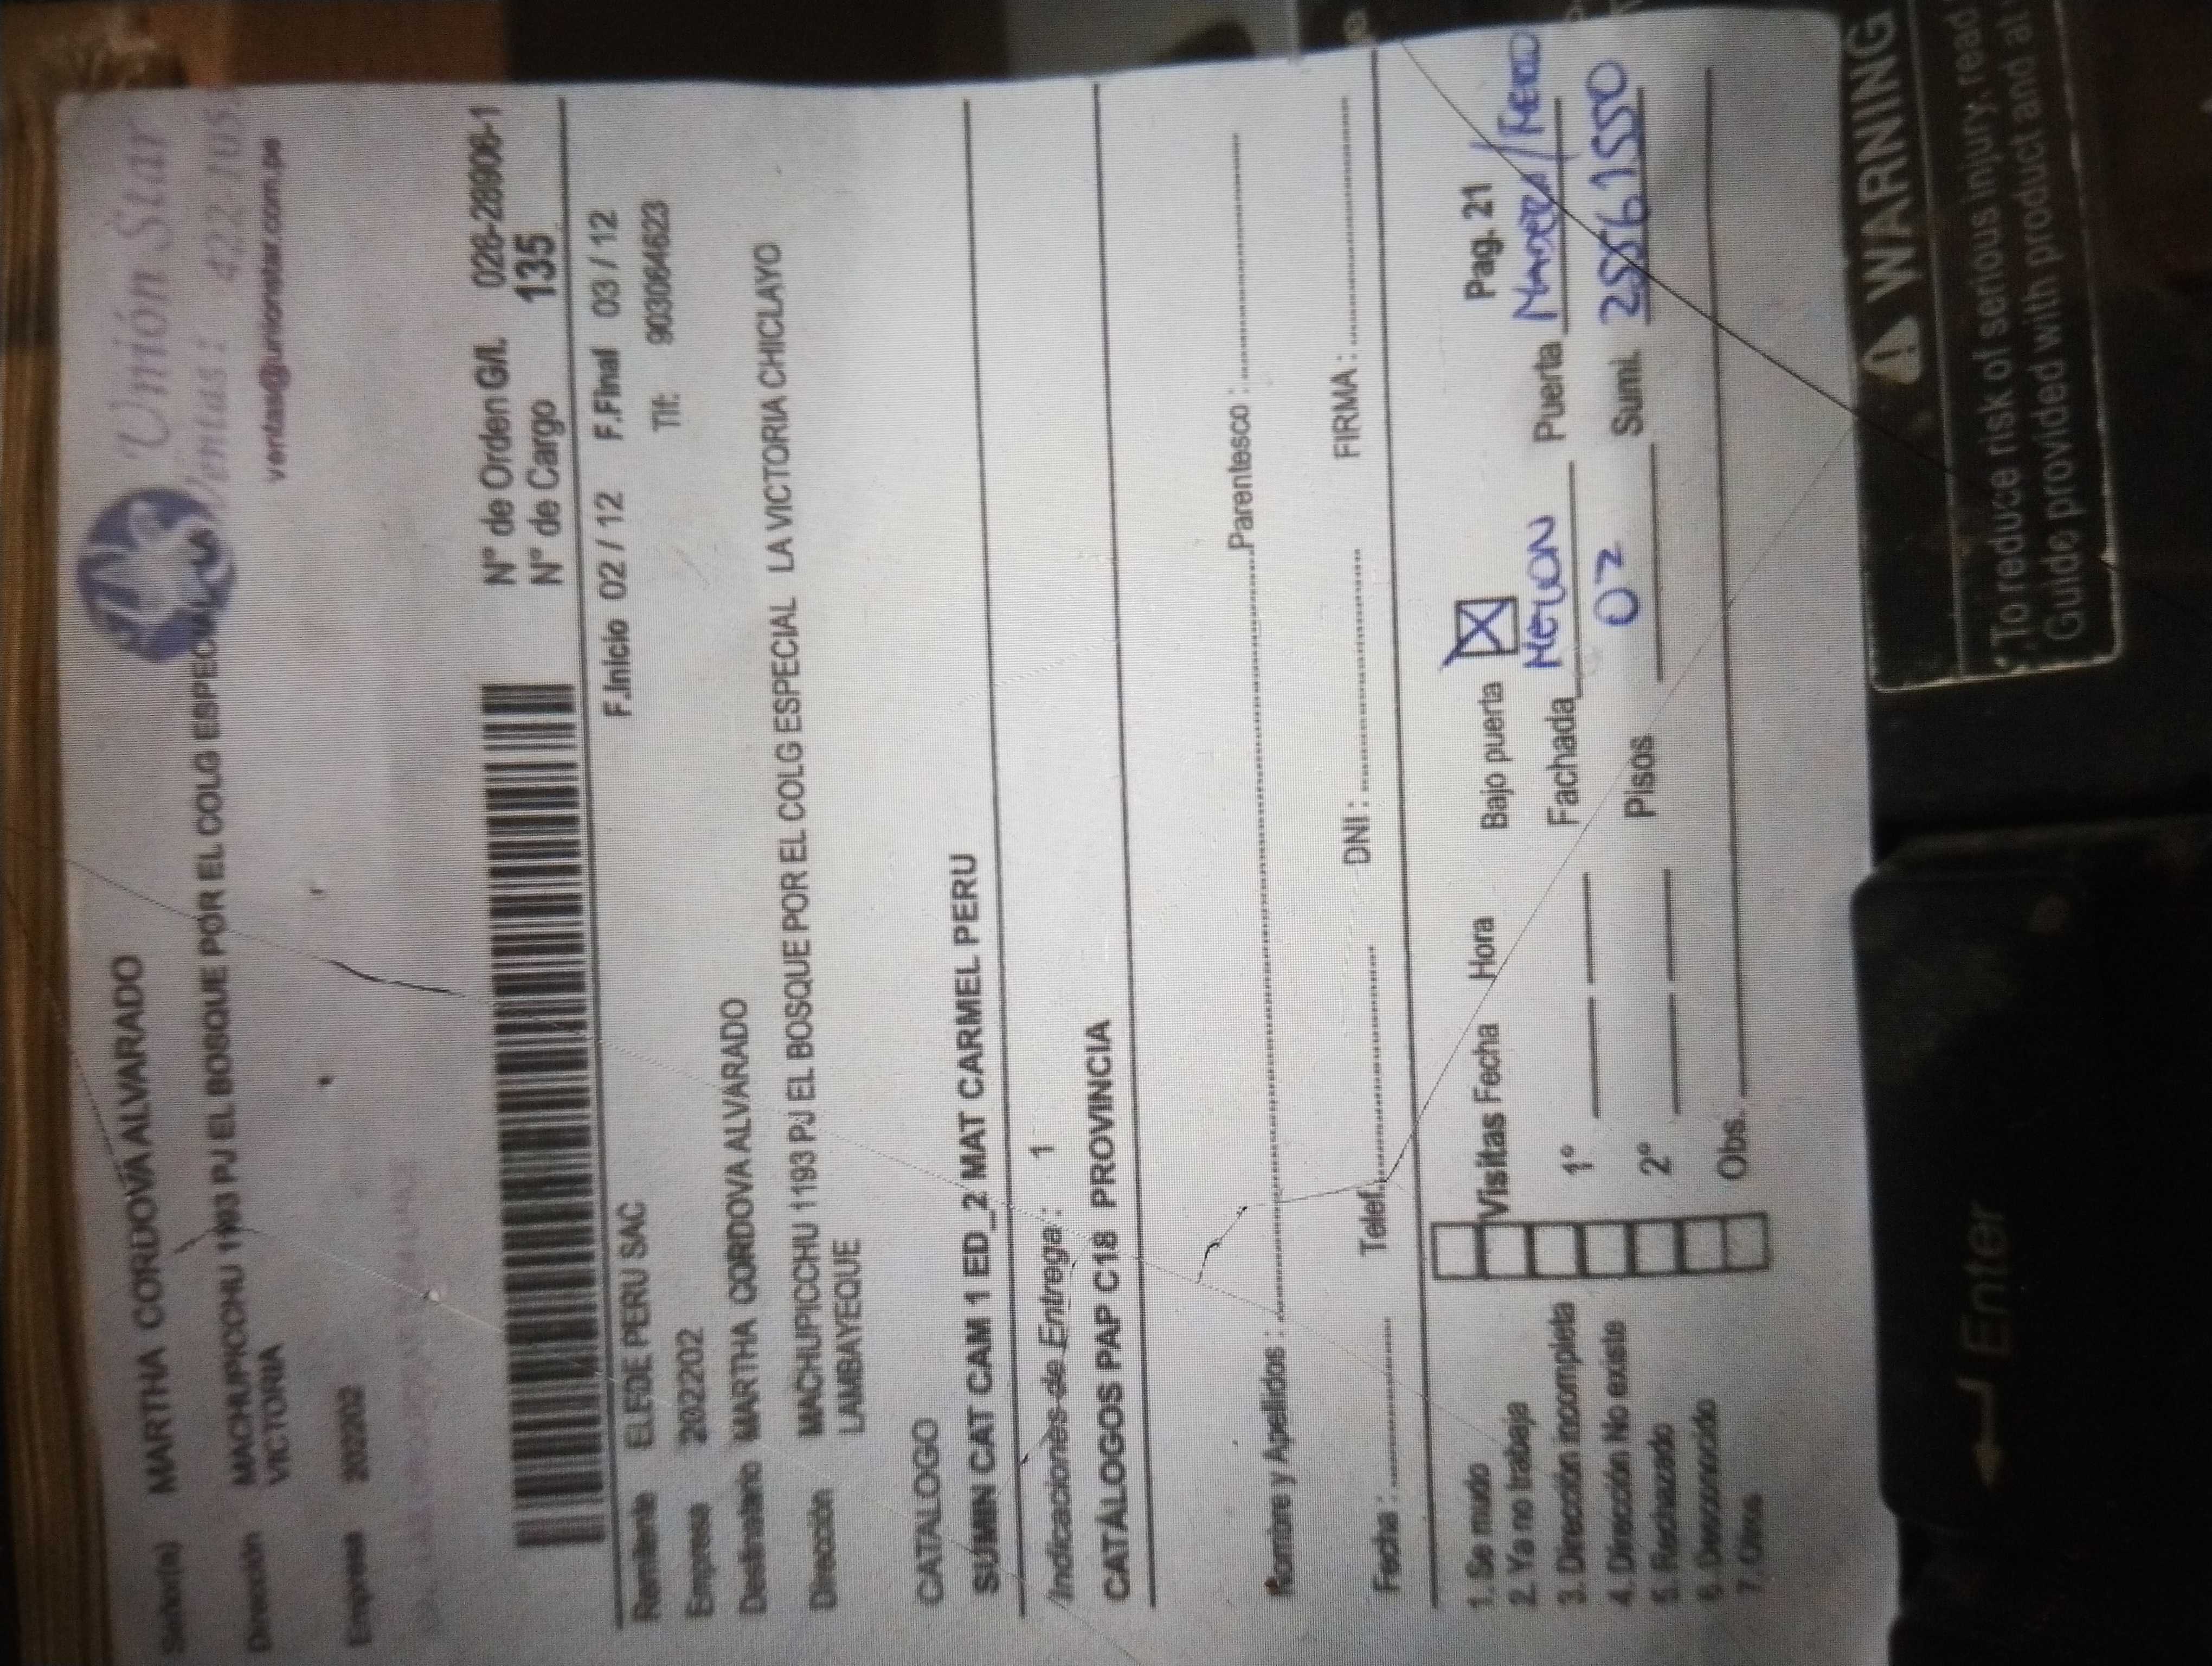 Señor(a) MARTHA CORDOVA ALVARADO
Unión Star
Dirección MACHUPICCHU 1193 PJ EL BOSQUE POR EL COLG ESPECIAL LA
VICTORIA
Ventas: 422-
ventas@unionstar.com.pe
Empresa 202202
N° de Orden G/I. 026-28906-1
N° de Cargo 135
F.Inicio 02 / 12 F.Final 03 / 12
Remitente ELEDE PERU SAC
Tlf: 903064623
Empresa 202202
Destinatario MARTHA CORDOVA ALVARADO
Dirección MACHUPICCHU 1193 PJ EL BOSQUE POR EL COLG ESPECIAL LA VICTORIA CHICLAYO
LAMBAYEQUE
CATALOGO
SUMIN CAT CAM 1 ED_2 MAT CARMEL PERU
Indicaciones de Entrega : 1
CATÁLOGOS PAP C18 PROVINCIA
Nombre y Apellidos : Parentesco :
Fecha : Telef. DNI : FIRMA :
1. Se mudo
2. Ya no trabaja
3. Dirección incompleta
4. Dirección No existe
5. Rechazado
6. Desconocido
7. Otros
Visitas Fecha Hora Bajo puerta Pag. 21
1° Fachada Puerta
2° Pisos 02 Sumi. 25561550
Obs.
WARNING
To reduce risk of serious injury, read
Guide provided with product and at
Enter